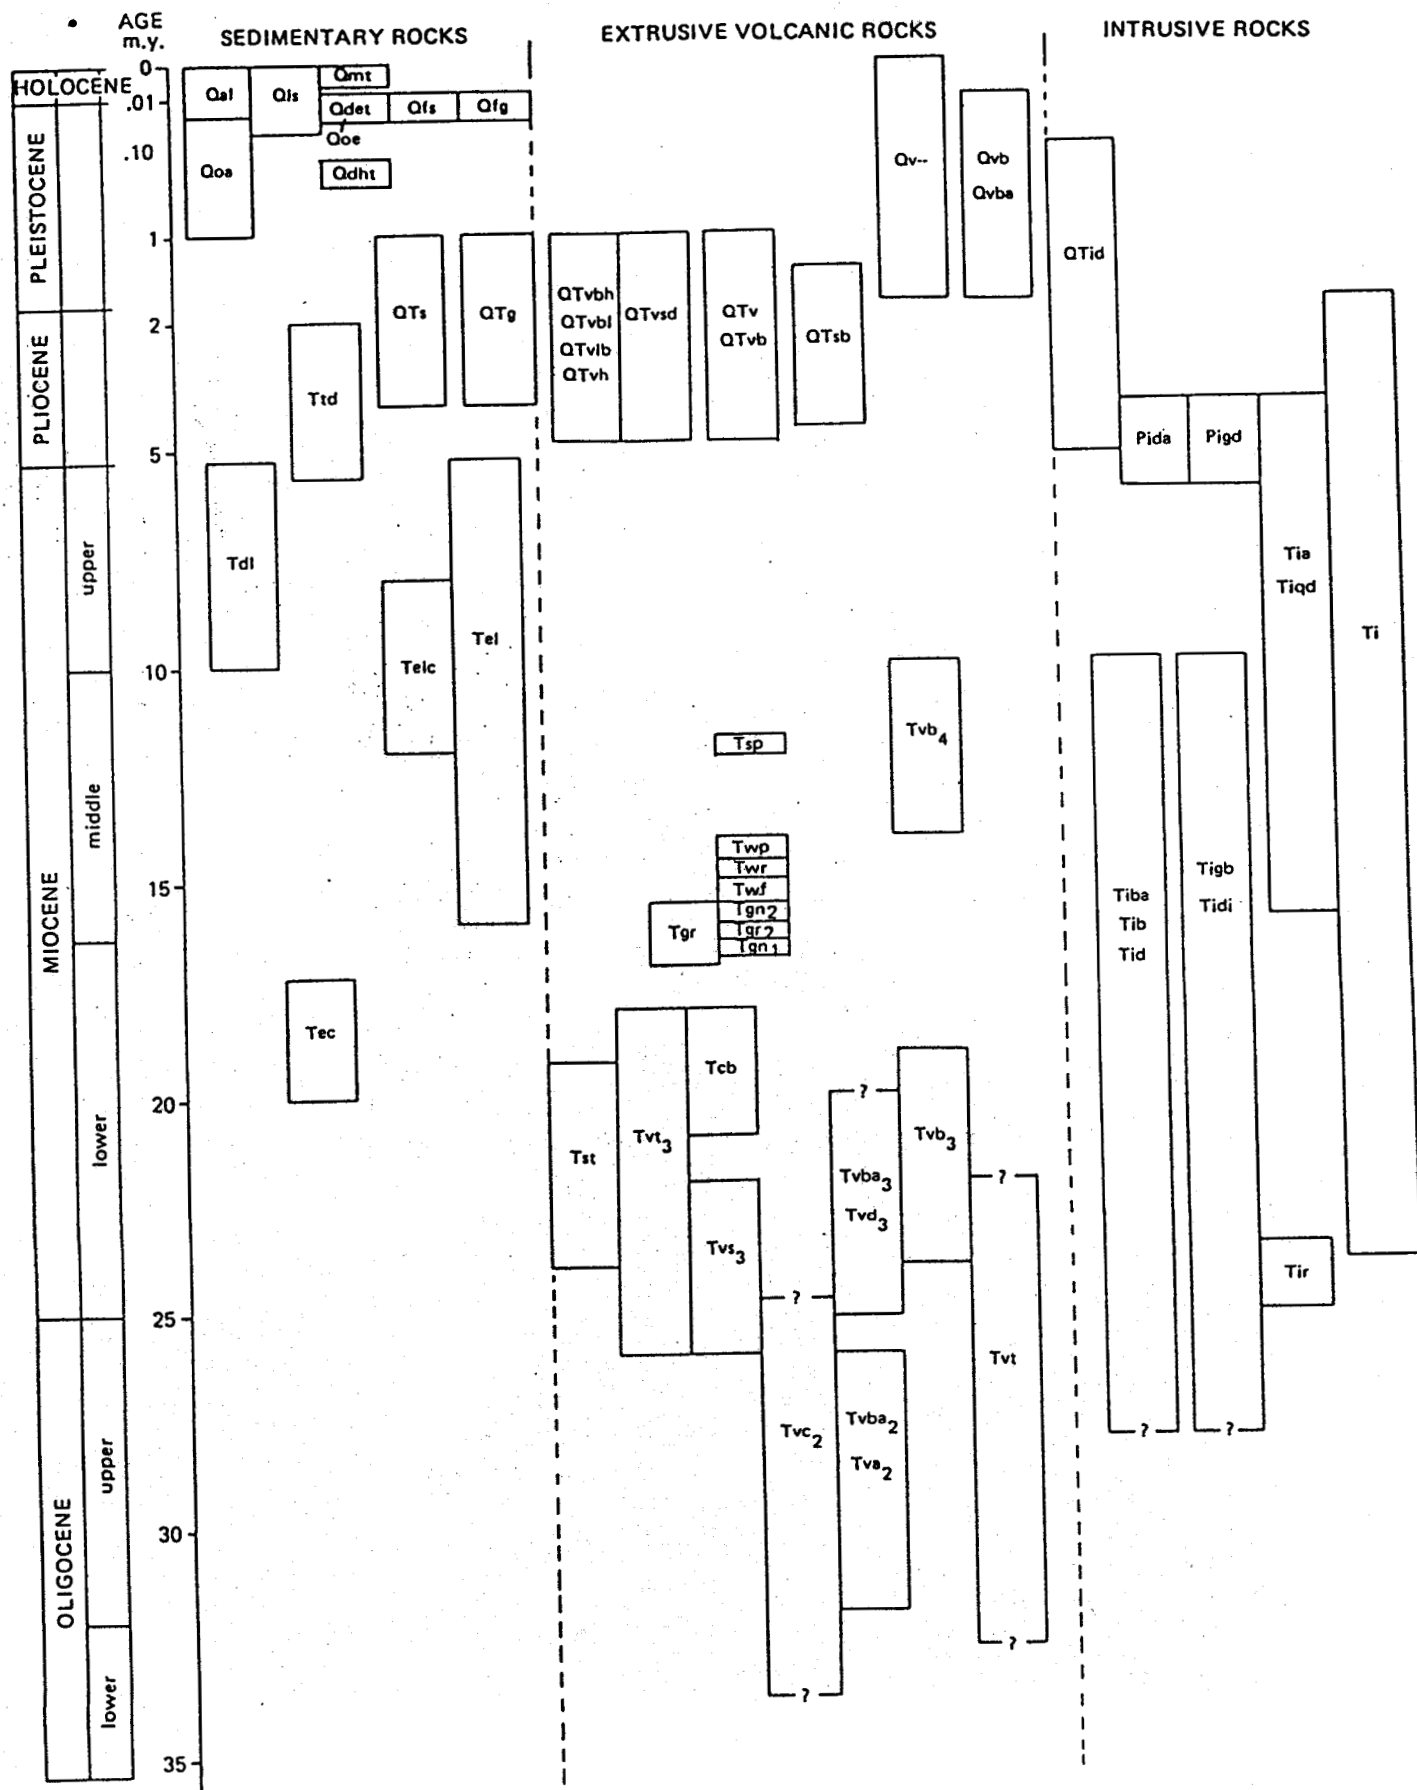 AGE
m.y.
SEDIMENTARY ROCKS
EXTRUSIVE VOLCANIC ROCKS
INTRUSIVE ROCKS
0
HOLOCENE
.01
.10
1
2
5
10
15
20
25
30
35
PLEISTOCENE
PLIOCENE
MIOCENE
upper
middle
lower
OLIGOCENE
upper
lower
Qal
Qls
Qmt
Qdet
Qfs
Qfg
Qoe
Qoa
Qdht
QTs
QTg
Ttd
Tdl
Tel
Telc
Tec
Qv--
Qvb
Qvba
QTvbh
QTvbl
QTvlb
QTvh
QTvsd
QTv
QTvb
QTsb
Tvb4
Tsp
Twp
Twr
Twf
Tgn2
Tgr2
Tgn1
Tgr
Tst
Tvt3
Tcb
Tvs3
?
Tvba3
Tvd3
Tvb3
?
Tvt
?
?
Tvc2
?
Tvba2
Tva2
QTid
Pida
Pigd
Tia
Tiqd
Ti
Tiba
Tib
Tid
?
Tigb
Tidi
?
Tir